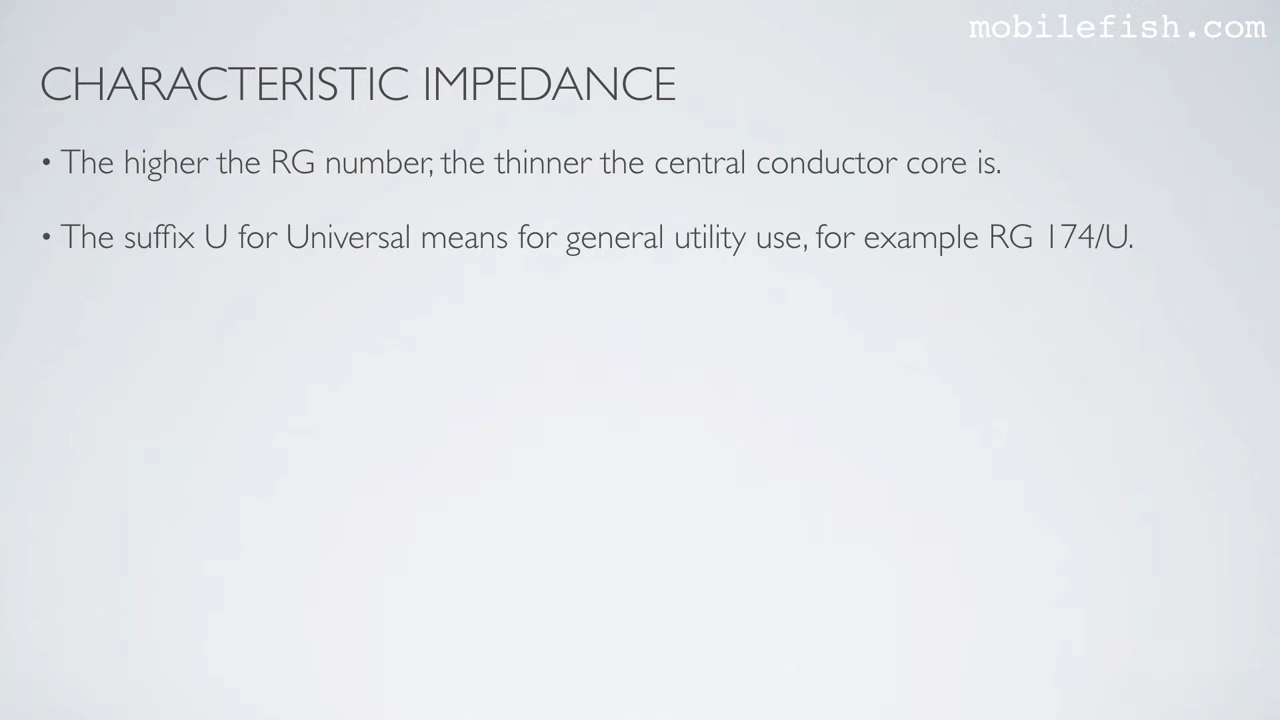 mobilefish.com
CHARACTERISTIC IMPEDANCE
• The higher the RG number, the thinner the central conductor core is.
• The suffix U for Universal means for general utility use, for example RG 174/U.